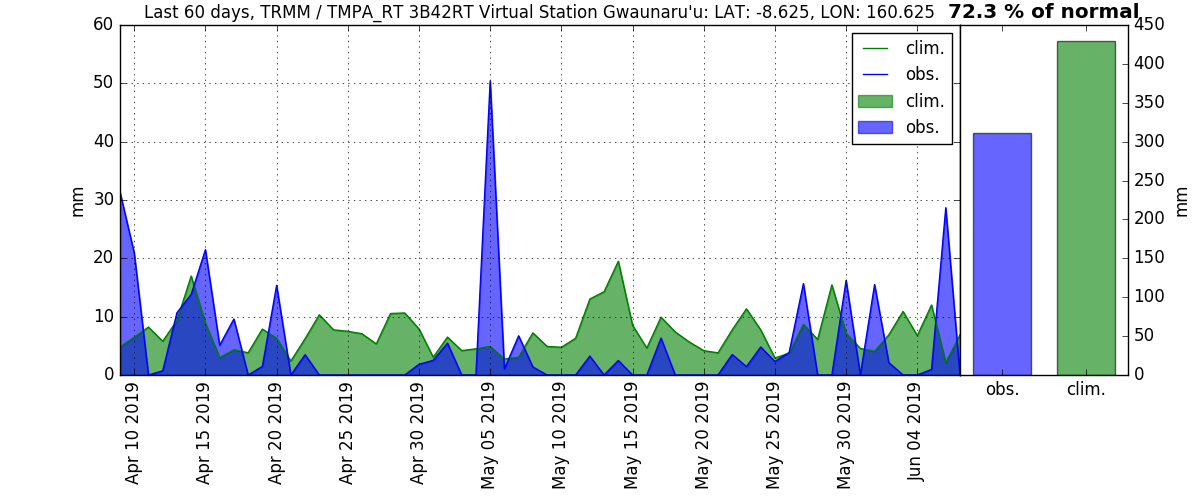 Last 60 days, TRMM / TMPA_RT 3B42RT Virtual Station Gwaunaru'u: LAT: -8.625, LON: 160.625
72.3 % of normal
60
50
40
30
20
10
0
mm
clim.
obs.
clim.
obs.
Apr 10 2019
Apr 15 2019
Apr 20 2019
Apr 25 2019
Apr 30 2019
May 05 2019
May 10 2019
May 15 2019
May 20 2019
May 25 2019
May 30 2019
Jun 04 2019
450
400
350
300
250
200
150
100
50
0
mm
obs.
clim.